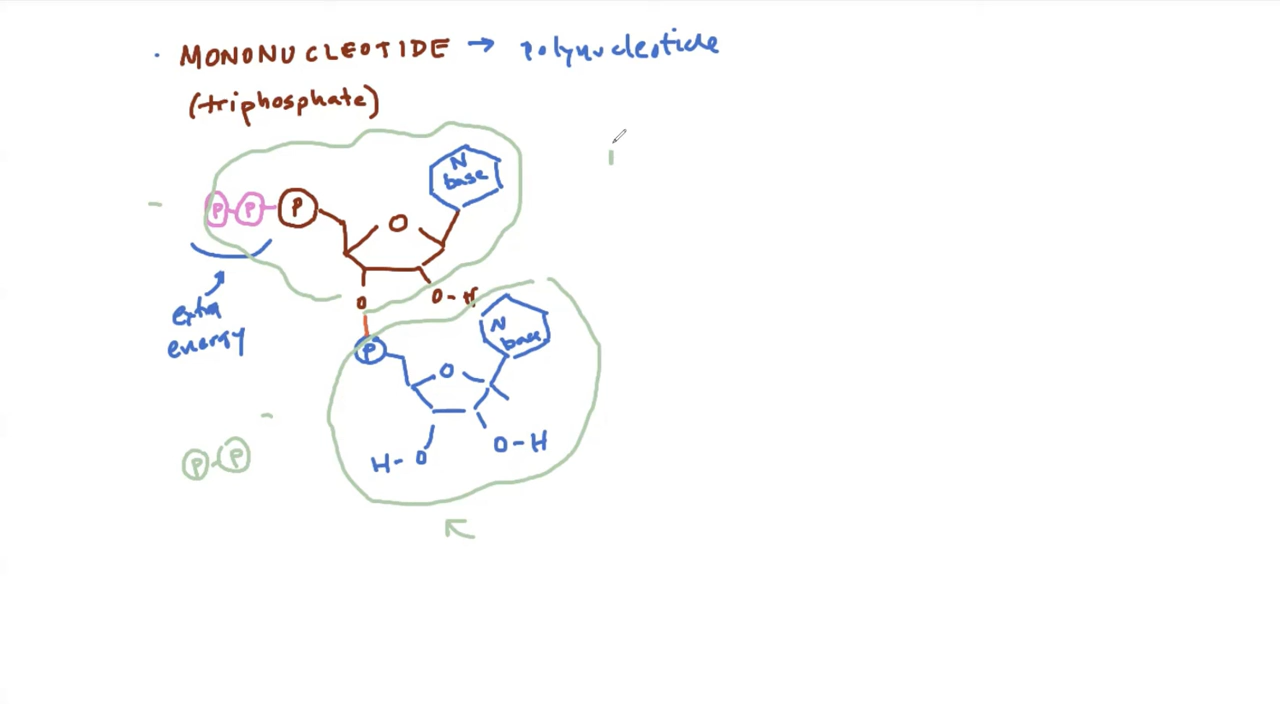 · MONONUCLEOTIDE → polynucleotide
(triphosphate)
N
base
P-P-P
O
O
O-H
extra
energy
N
base
P
O
P-P
O-H
H-O